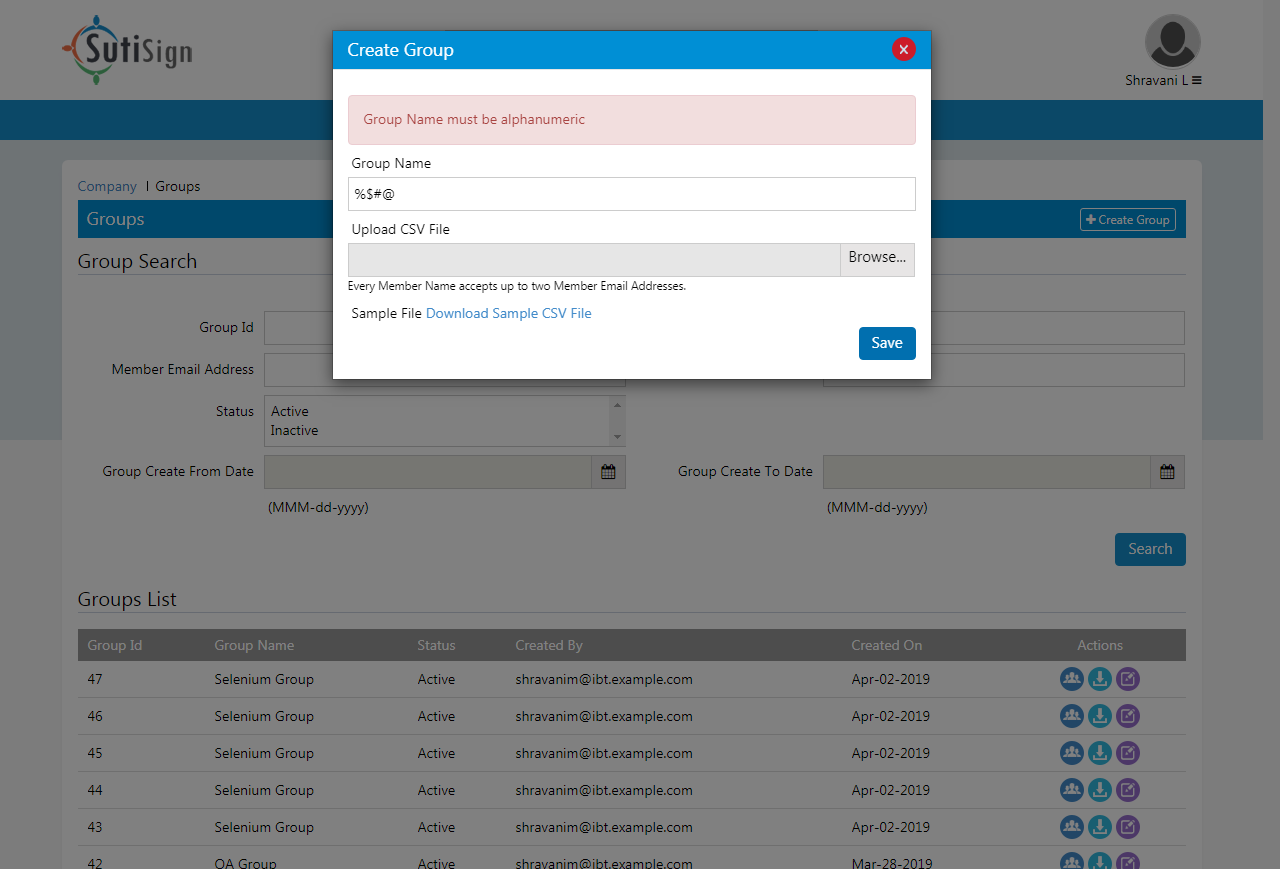 SutiSign
Shravani L
Create Group
Group Name must be alphanumeric
Group Name
%$#@
Upload CSV File
Browse...
Every Member Name accepts up to two Member Email Addresses.
Sample File Download Sample CSV File
Save
Company | Groups
Groups
Create Group
Group Search
Group Id
Member Email Address
Status
Active
Inactive
Group Create From Date
Group Create To Date
(MMM-dd-yyyy)
(MMM-dd-yyyy)
Search
Groups List
Group Id Group Name Status Created By Created On Actions
47 Selenium Group Active shravanim@ibt.example.com Apr-02-2019
46 Selenium Group Active shravanim@ibt.example.com Apr-02-2019
45 Selenium Group Active shravanim@ibt.example.com Apr-02-2019
44 Selenium Group Active shravanim@ibt.example.com Apr-02-2019
43 Selenium Group Active shravanim@ibt.example.com Apr-02-2019
42 QA Group Active shravanim@ibt.example.com Mar-28-2019